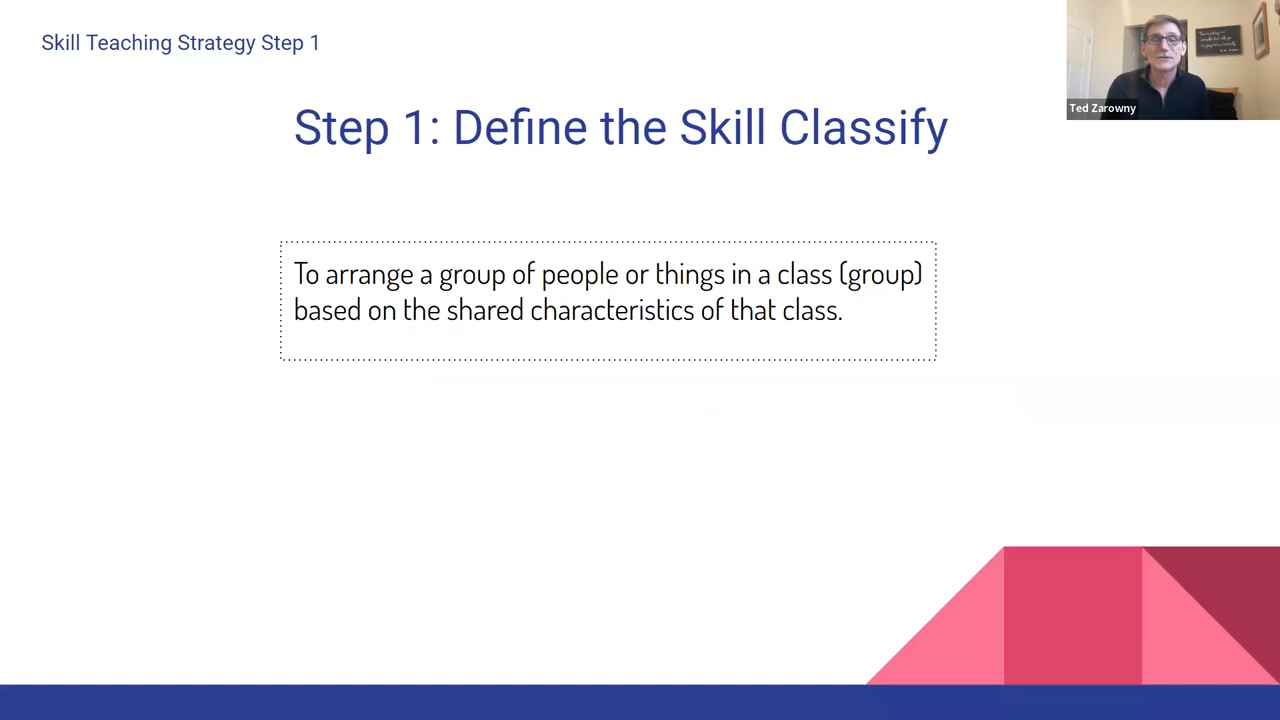 Skill Teaching Strategy Step 1
Step 1: Define the Skill Classify
To arrange a group of people or things in a class (group)
based on the shared characteristics of that class.
Ted Zarowny